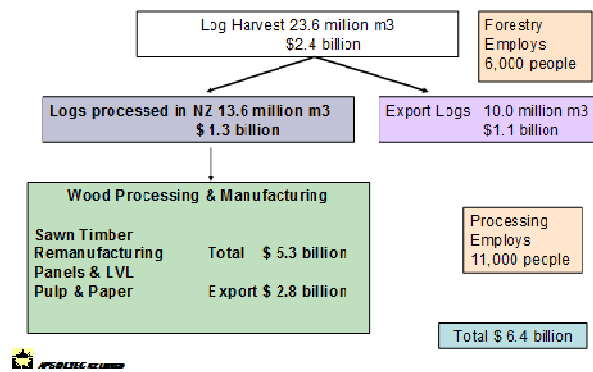 Log Harvest 23.6 milion m3
$2.4 billion
Forestry
Employs
6,000 people
Logs processed in NZ 13.6 million m3
$1.3 billion
Export Logs 10.0 million m3
$1.1 billion
Wood Processing & Manufacturing
Sawn Timber
Remanufacturing Total $ 5.3 billion
Panels & LVL
Pulp & Paper Export $ 2.8 billion
Processing
Employs
11,000 people
Total $ 6.4 billion